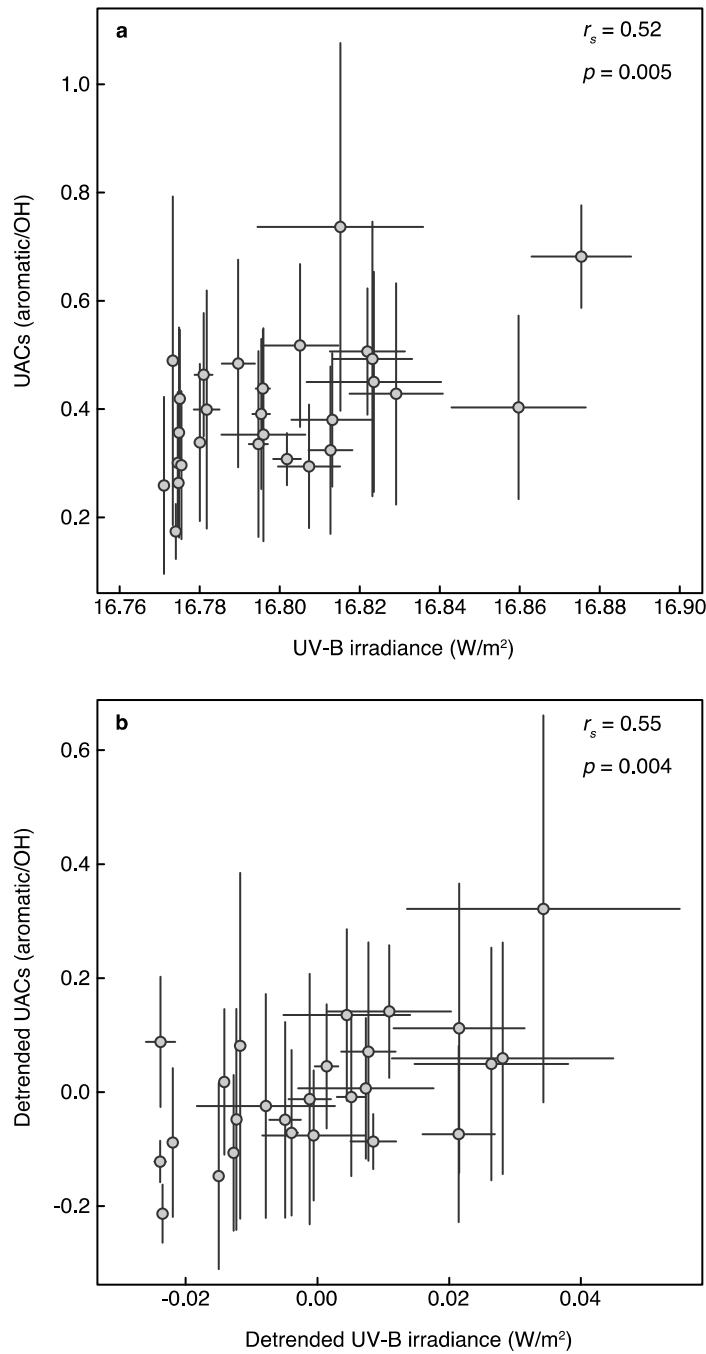 a
rₛ = 0.52
p = 0.005
1.0
0.8
0.6
0.4
0.2
UACs (aromatic/OH)
16.76 16.78 16.80 16.82 16.84 16.86 16.88 16.90
UV-B irradiance (W/m²)
b
rₛ = 0.55
p = 0.004
0.6
0.4
0.2
0.0
-0.2
Detrended UACs (aromatic/OH)
-0.02 0.00 0.02 0.04
Detrended UV-B irradiance (W/m²)